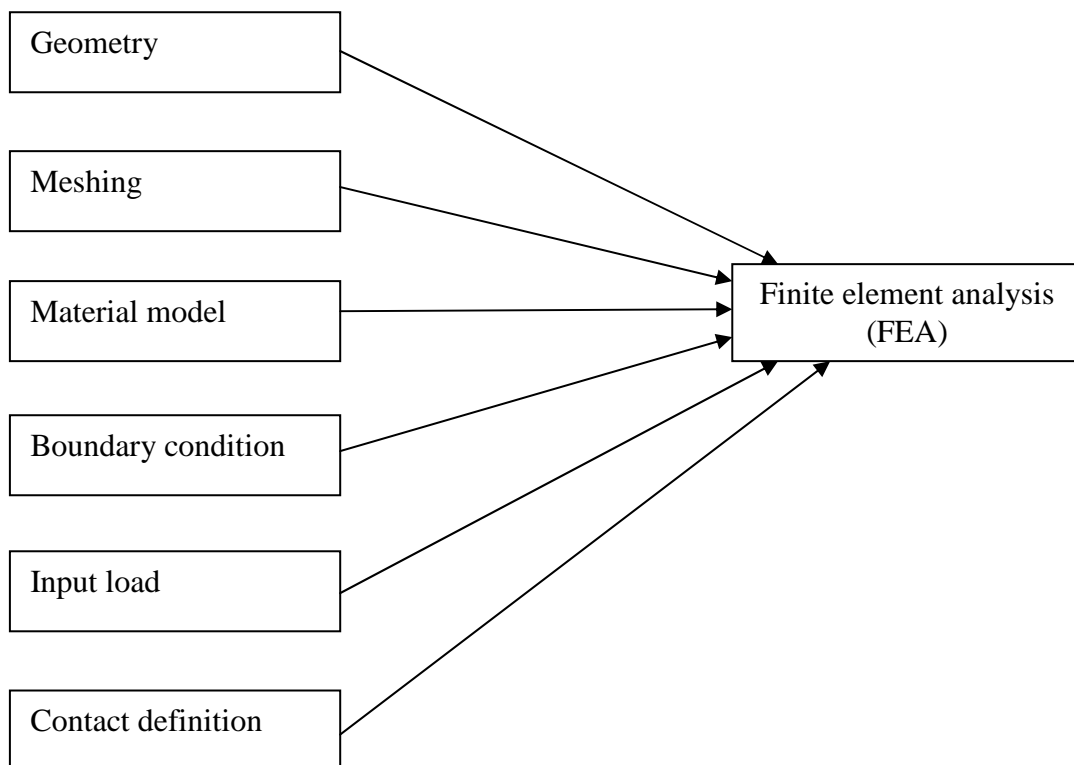 Geometry
Meshing
Material model
Boundary condition
Input load
Contact definition
Finite element analysis
(FEA)